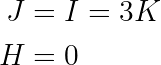 J = I = 3K
H = 0